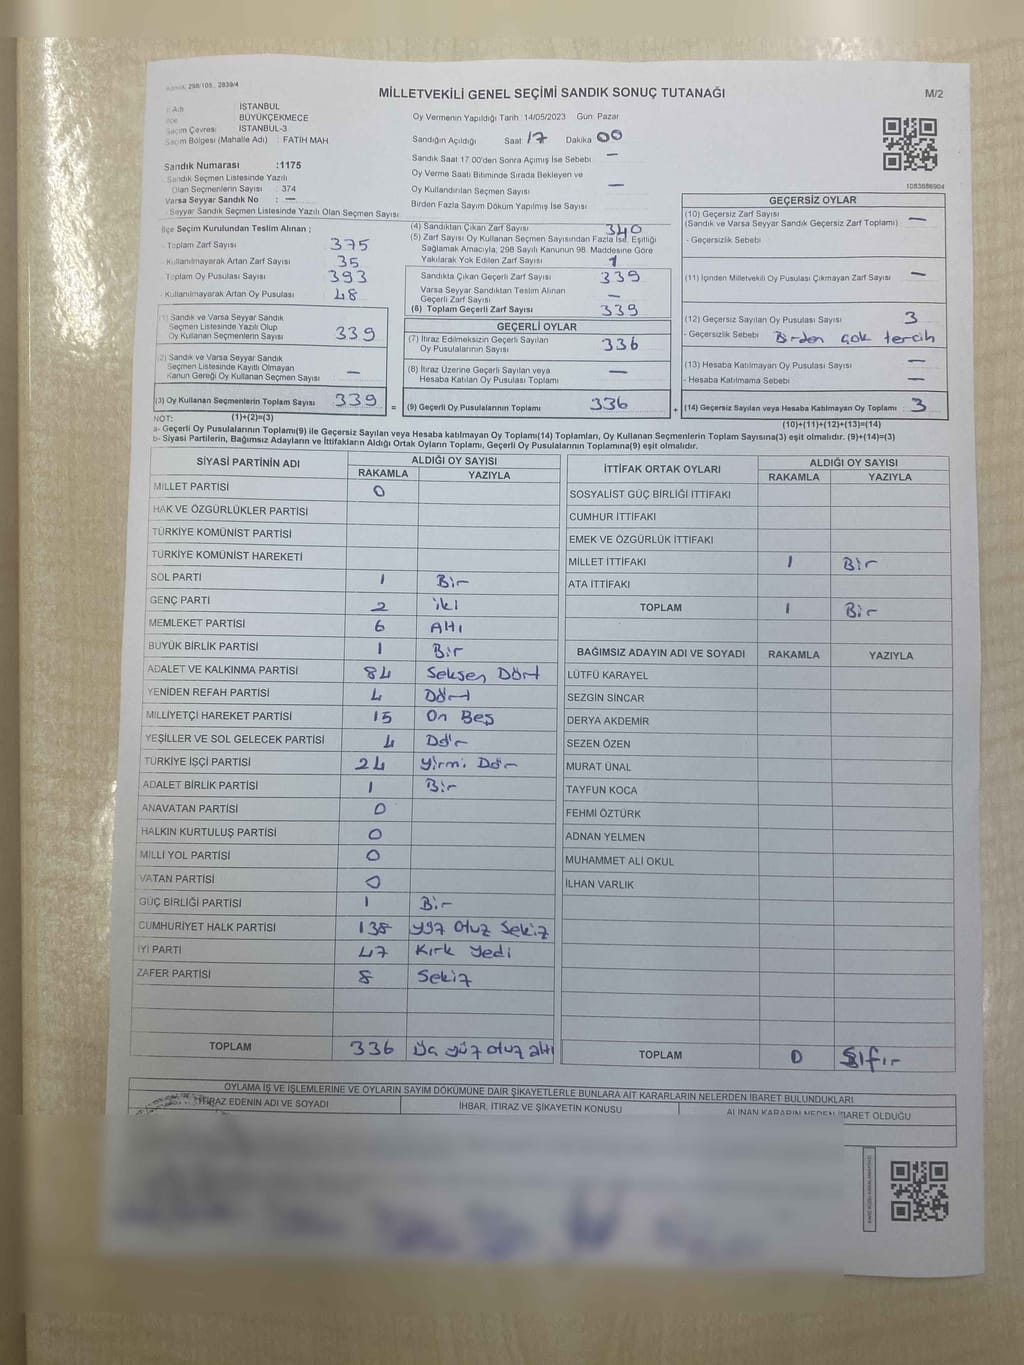 298/105 , 2839/4
MİLLETVEKİLİ GENEL SEÇİMİ SANDIK SONUÇ TUTANAĞI
M/2
İl Adı : İSTANBUL
İlçe : BÜYÜKÇEKMECE
Seçim Çevresi : İSTANBUL-3
Seçim Bölgesi (Mahalle Adı) : FATİH MAH
Sandık Numarası :1175
Sandık Seçmen Listesinde Yazılı
Olan Seçmenlerin Sayısı : 374
Varsa Seyyar Sandık No : —
Seyyar Sandık Seçmen Listesinde Yazılı Olan Seçmen Sayısı
Oy Vermenin Yapıldığı Tarih : 14/05/2023 Gün: Pazar
Sandığın Açıldığı Saat 17 Dakika 00
Sandık Saat 17.00'den Sonra Açılmış İse Sebebi —
Oy Verme Saati Bitiminde Sırada Bekleyen ve
Oy Kullandırılan Seçmen Sayısı —
Birden Fazla Sayım Döküm Yapılmış İse Sayısı
1083686904
İlçe Seçim Kurulundan Teslim Alınan ;
- Toplam Zarf Sayısı 375
- Kullanılmayarak Artan Zarf Sayısı 35
- Toplam Oy Pusulası Sayısı 393
- Kullanılmayarak Artan Oy Pusulası 48
(1) Sandık ve Varsa Seyyar Sandık
Seçmen Listesinde Yazılı Olup
Oy Kullanan Seçmenlerin Sayısı 339
(2) Sandık ve Varsa Seyyar Sandık
Seçmen Listesinde Kayıtlı Olmayan
Kanun Gereği Oy Kullanan Seçmen Sayısı —
(3) Oy Kullanan Seçmenlerin Toplam Sayısı 339 =
(4) Sandıktan Çıkan Zarf Sayısı 340
(5) Zarf Sayısı Oy Kullanan Seçmen Sayısından Fazla İse, Eşitliği
Sağlamak Amacıyla; 298 Sayılı Kanunun 98. Maddesine Göre
Yakılarak Yok Edilen Zarf Sayısı 1
Sandıkta Çıkan Geçerli Zarf Sayısı 339
Varsa Seyyar Sandıktan Teslim Alınan
Geçerli Zarf Sayısı —
(6) Toplam Geçerli Zarf Sayısı 339
GEÇERLİ OYLAR
(7) İtiraz Edilmeksizin Geçerli Sayılan
Oy Pusulalarının Sayısı 336
(8) İtiraz Üzerine Geçerli Sayılan veya
Hesaba Katılan Oy Pusulası Toplamı —
(9) Geçerli Oy Pusulalarının Toplamı 336 +
GEÇERSİZ OYLAR
(10) Geçersiz Zarf Sayısı
(Sandık ve Varsa Seyyar Sandık Geçersiz Zarf Toplamı) —
- Geçersizlik Sebebi
(11) İçinden Milletvekili Oy Pusulası Çıkmayan Zarf Sayısı —
(12) Geçersiz Sayılan Oy Pusulası Sayısı 3
- Geçersizlik Sebebi Birden çok tercih
(13) Hesaba Katılmayan Oy Pusulası Sayısı —
- Hesaba Katılmama Sebebi —
(14) Geçersiz Sayılan veya Hesaba Katılmayan Oy Toplamı 3
NOT: (1)+(2)=(3)
(10)+(11)+(12)+(13)=(14)
a- Geçerli Oy Pusulalarının Toplamı(9) ile Geçersiz Sayılan veya Hesaba katılmayan Oy Toplamı(14) Toplamları, Oy Kullanan Seçmenlerin Toplam Sayısına(3) eşit olmalıdır. (9)+(14)=(3)
b- Siyasi Partilerin, Bağımsız Adayların ve İttifakların Aldığı Ortak Oyların Toplamı, Geçerli Oy Pusulalarının Toplamına(9) eşit olmalıdır.
SİYASİ PARTİNİN ADI ALDIĞI OY SAYISI
RAKAMLA YAZIYLA
MİLLET PARTİSİ 0
HAK VE ÖZGÜRLÜKLER PARTİSİ
TÜRKİYE KOMÜNİST PARTİSİ
TÜRKİYE KOMÜNİST HAREKETİ
SOL PARTİ 1 Bir
GENÇ PARTİ 2 iki
MEMLEKET PARTİSİ 6 Altı
BÜYÜK BİRLİK PARTİSİ 1 Bir
ADALET VE KALKINMA PARTİSİ 84 Seksen Dört
YENİDEN REFAH PARTİSİ 4 Dört
MİLLİYETÇİ HAREKET PARTİSİ 15 On Beş
YEŞİLLER VE SOL GELECEK PARTİSİ 4 Dör
TÜRKİYE İŞÇİ PARTİSİ 24 Yirmi Dör
ADALET BİRLİK PARTİSİ 1 Bir
ANAVATAN PARTİSİ 0
HALKIN KURTULUŞ PARTİSİ 0
MİLLİ YOL PARTİSİ 0
VATAN PARTİSİ 0
GÜÇ BİRLİĞİ PARTİSİ 1 Bir
CUMHURİYET HALK PARTİSİ 138 yüz Otuz Sekiz
İYİ PARTİ 47 Kırk Yedi
ZAFER PARTİSİ 8 Sekiz
TOPLAM 336 Üç yüz otuz altı
İTTİFAK ORTAK OYLARI ALDIĞI OY SAYISI
RAKAMLA YAZIYLA
SOSYALİST GÜÇ BİRLİĞİ İTTİFAKI
CUMHUR İTTİFAKI
EMEK VE ÖZGÜRLÜK İTTİFAKI
MİLLET İTTİFAKI 1 Bir
ATA İTTİFAKI
TOPLAM 1 Bir
BAĞIMSIZ ADAYIN ADI VE SOYADI RAKAMLA YAZIYLA
LÜTFÜ KARAYEL
SEZGİN SİNCAR
DERYA AKDEMİR
SEZEN ÖZEN
MURAT ÜNAL
TAYFUN KOCA
FEHMİ ÖZTÜRK
ADNAN YELMEN
MUHAMMET ALİ OKUL
İLHAN VARLIK
TOPLAM 0 Sıfır
OYLAMA İŞ VE İŞLEMLERİNE VE OYLARIN SAYIM DÖKÜMÜNE DAİR ŞİKAYETLERLE BUNLARA AİT KARARLARIN NELERDEN İBARET BULUNDUKLARI
İTİRAZ EDENİN ADI VE SOYADI İHBAR, İTİRAZ VE ŞİKAYETİN KONUSU ALINAN KARARIN NEDEN İBARET OLDUĞU